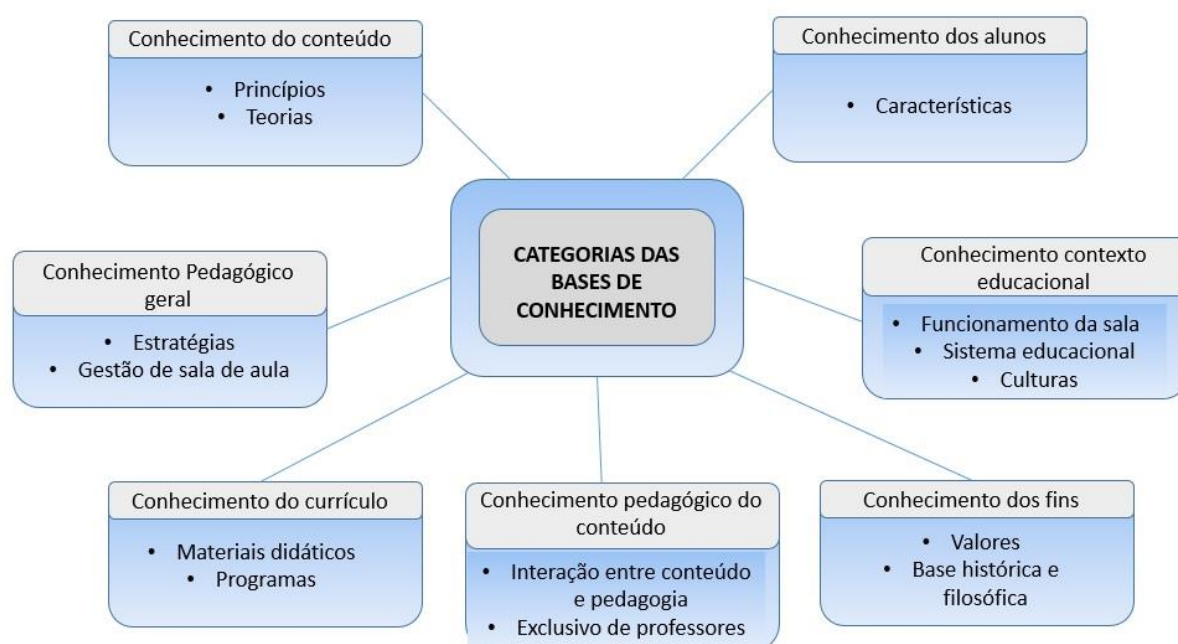 Conhecimento do conteúdo
• Princípios
• Teorias
Conhecimento dos alunos
• Características
CATEGORIAS DAS
BASES DE
CONHECIMENTO
Conhecimento Pedagógico
geral
• Estratégias
• Gestão de sala de aula
Conhecimento contexto
educacional
• Funcionamento da sala
• Sistema educacional
• Culturas
Conhecimento do currículo
• Materiais didáticos
• Programas
Conhecimento pedagógico do
conteúdo
• Interação entre conteúdo
e pedagogia
• Exclusivo de professores
Conhecimento dos fins
• Valores
• Base histórica e
filosófica